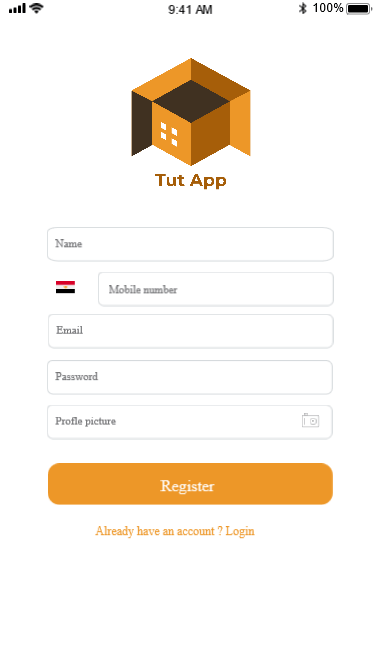 9:41 AM 100%
Tut App
Name
Mobile number
Email
Password
Profle picture
Register
Already have an account ? Login